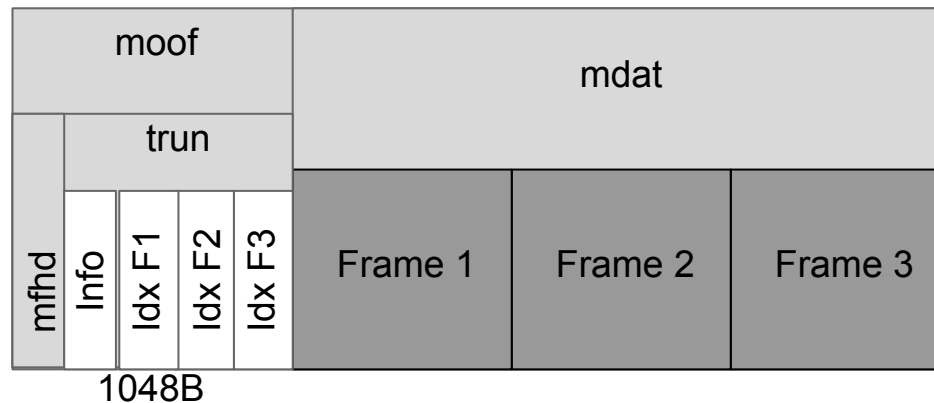 moof
mdat
trun
mfhd
Info
Idx F1
Idx F2
Idx F3
Frame 1
Frame 2
Frame 3
1048B